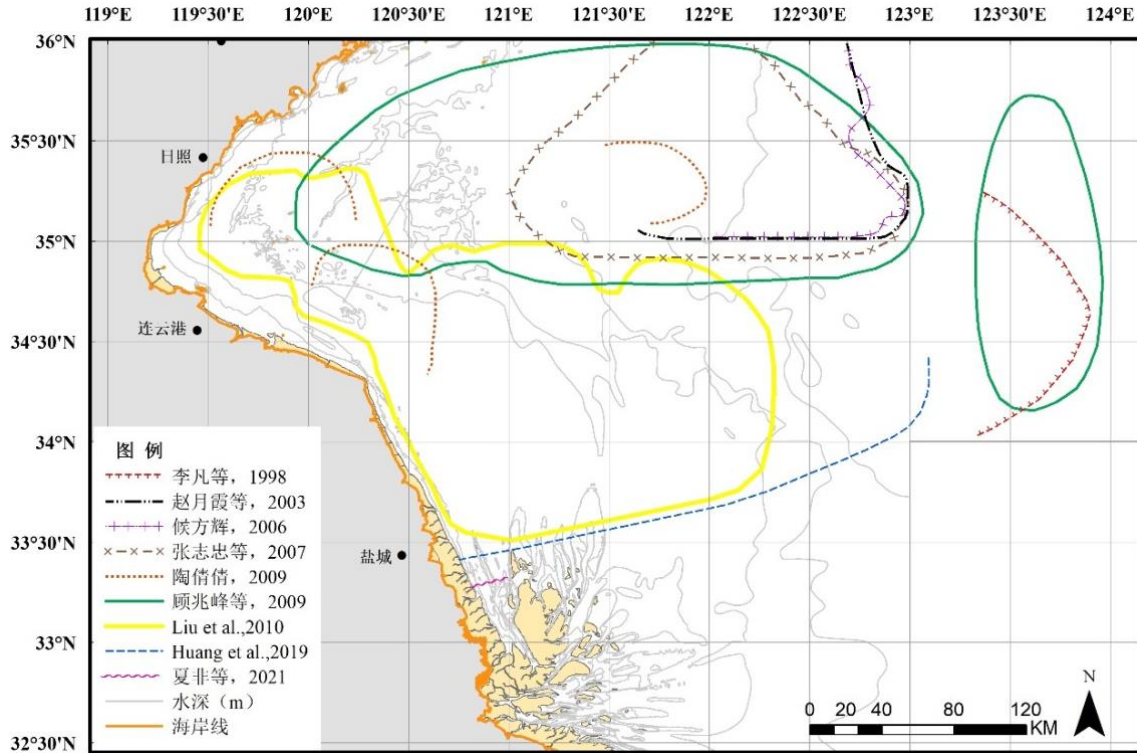 119°E 119°30′E 120°E 120°30′E 121°E 121°30′E 122°E 122°30′E 123°E 123°30′E 124°E
36°N
35°30′N
日照
35°N
连云港
34°30′N
34°N
图 例
李凡等，1998
赵月霞等，2003
候方辉，2006
33°30′N
盐城
张志忠等，2007
陶倩倩，2009
顾兆峰等，2009
Liu et al.,2010
33°N
Huang et al.,2019
夏非等，2021
水深（m）
海岸线
N
0 20 40 80 120
KM
32°30′N